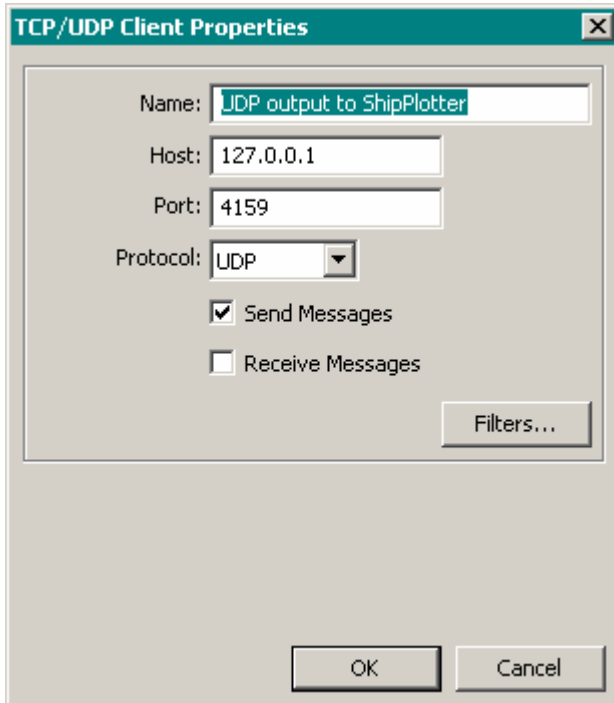 TCP/UDP Client Properties
Name: UDP output to ShipPlotter
Host: 127.0.0.1
Port: 4159
Protocol: UDP
Send Messages
Receive Messages
Filters...
OK Cancel